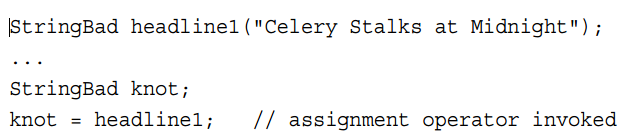 StringBad headline1("Celery Stalks at Midnight");
...
StringBad knot;
knot = headline1;   // assignment operator invoked